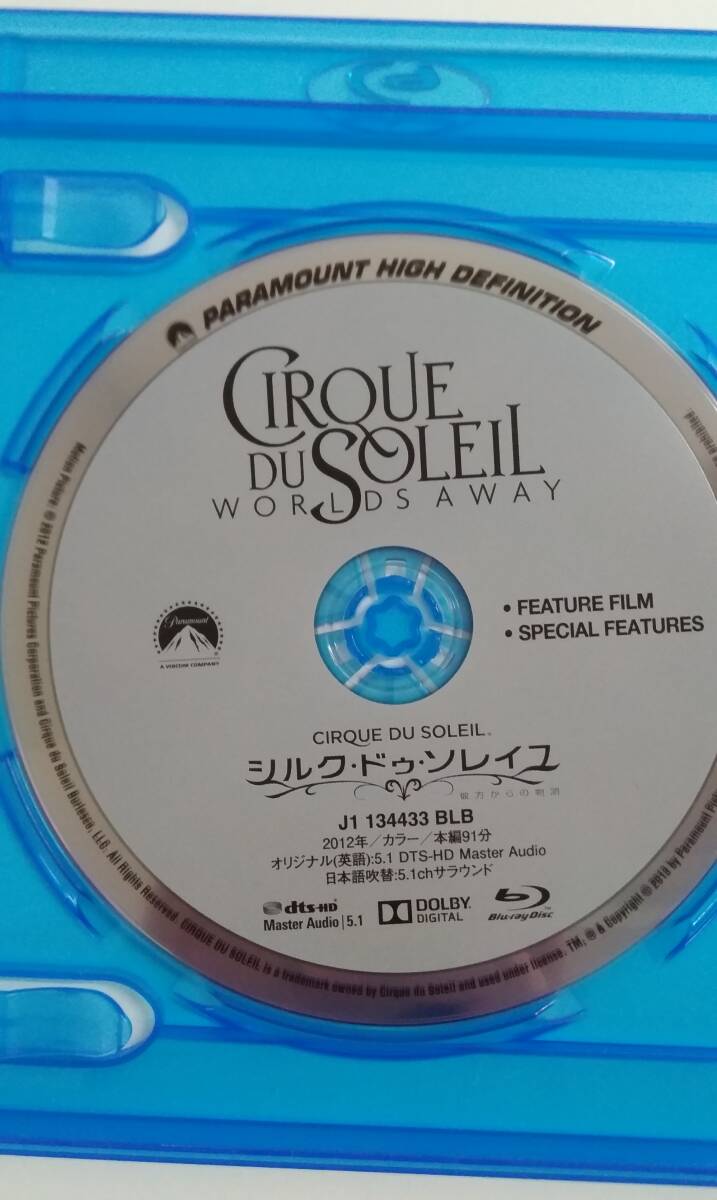 PARAMOUNT HIGH DEFINITION
CIRQUE
DU SOLEIL
WORLDS AWAY
Paramount
A VIACOM COMPANY
• FEATURE FILM
• SPECIAL FEATURES
CIRQUE DU SOLEIL
シルク・ドゥ・ソレイユ
彼方からの物語
J1 134433 BLB
2012年/カラー/本編91分
オリジナル(英語):5.1 DTS-HD Master Audio
日本語吹替:5.1chサラウンド
dts-HD
Master Audio | 5.1
DOLBY
DIGITAL
Blu-ray Disc
Motion Picture © 2012 Paramount Pictures Corporation and Cirque du Soleil Burlesco, LLC. All Rights Reserved. CIRQUE DU SOLEIL is a trademark owned by Cirque du Soleil and used under license. TM, ® & Copyright © 2013 by Paramount
prohibited.